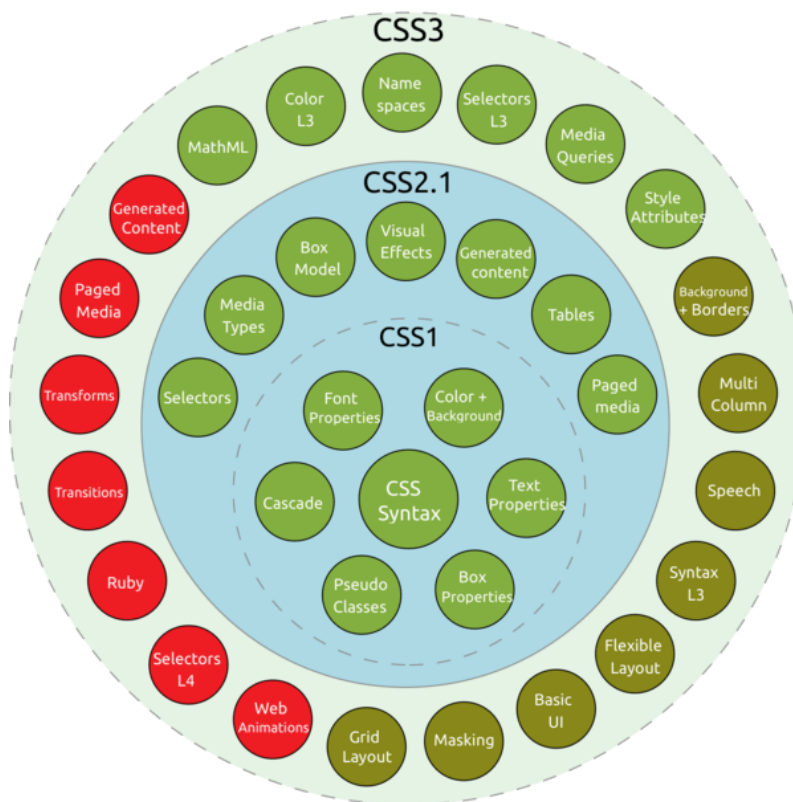 CSS3
Name
spaces
Selectors
L3
Media
Queries
Style
Attributes
Background
+ Borders
Multi
Column
Speech
Syntax
L3
Flexible
Layout
Basic
UI
Masking
Grid
Layout
Web
Animations
Selectors
L4
Ruby
Transitions
Transforms
Paged
Media
Generated
Content
MathML
Color
L3
CSS2.1
Selectors
Media
Types
Box
Model
Visual
Effects
Generated
content
Tables
Paged
media
CSS1
Font
Properties
Color +
Background
Cascade
CSS
Syntax
Text
Properties
Pseudo
Classes
Box
Properties